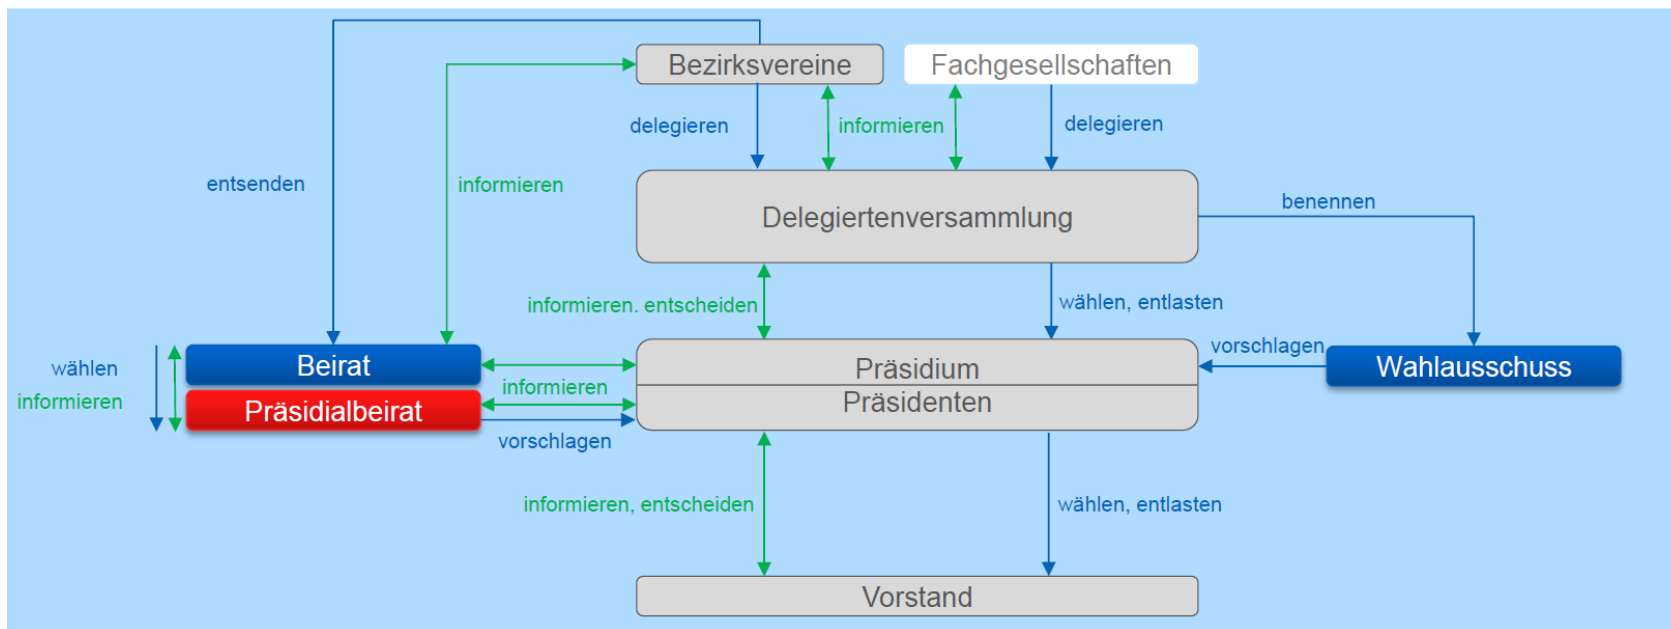 Bezirksvereine
Fachgesellschaften
delegieren
informieren
delegieren
entsenden
informieren
Delegiertenversammlung
benennen
informieren. entscheiden
wählen, entlasten
wählen
informieren
Beirat
Präsidialbeirat
informieren
vorschlagen
Präsidium
Präsidenten
vorschlagen
Wahlausschuss
informieren, entscheiden
wählen, entlasten
Vorstand